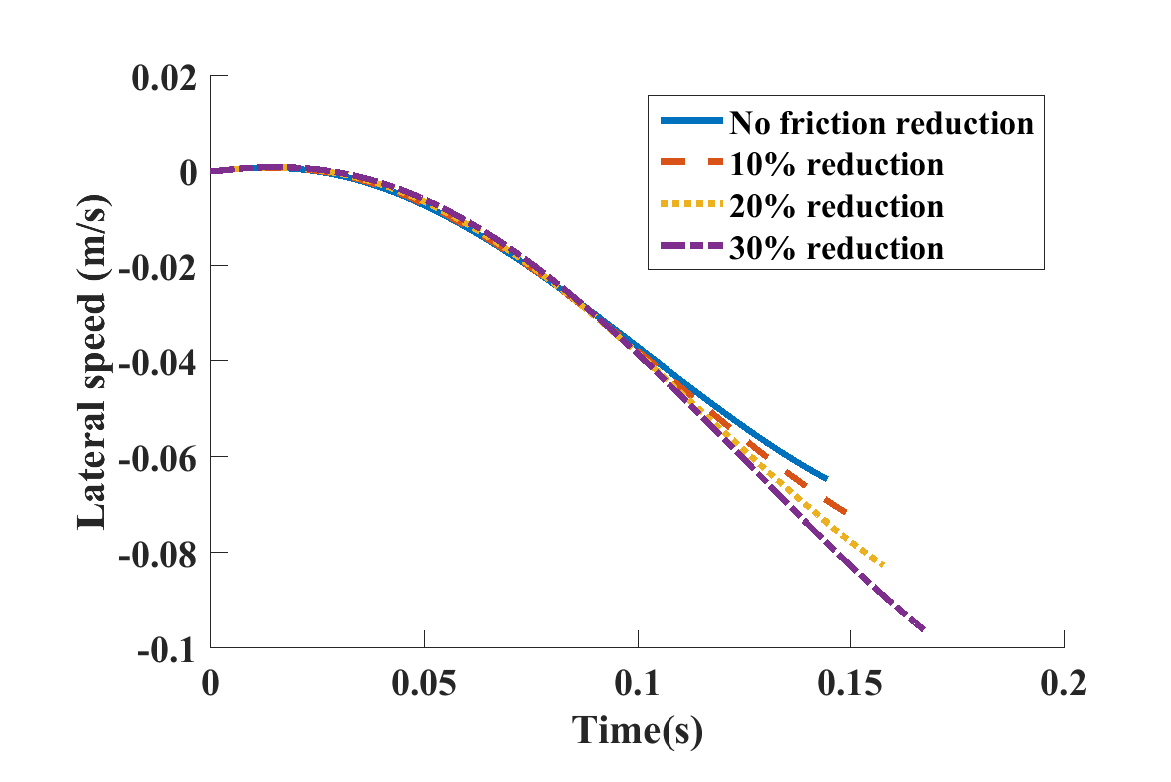 0.02
0
-0.02
-0.04
-0.06
-0.08
-0.1
Lateral speed (m/s)
No friction reduction
10% reduction
20% reduction
30% reduction
0
0.05
0.1
0.15
0.2
Time(s)